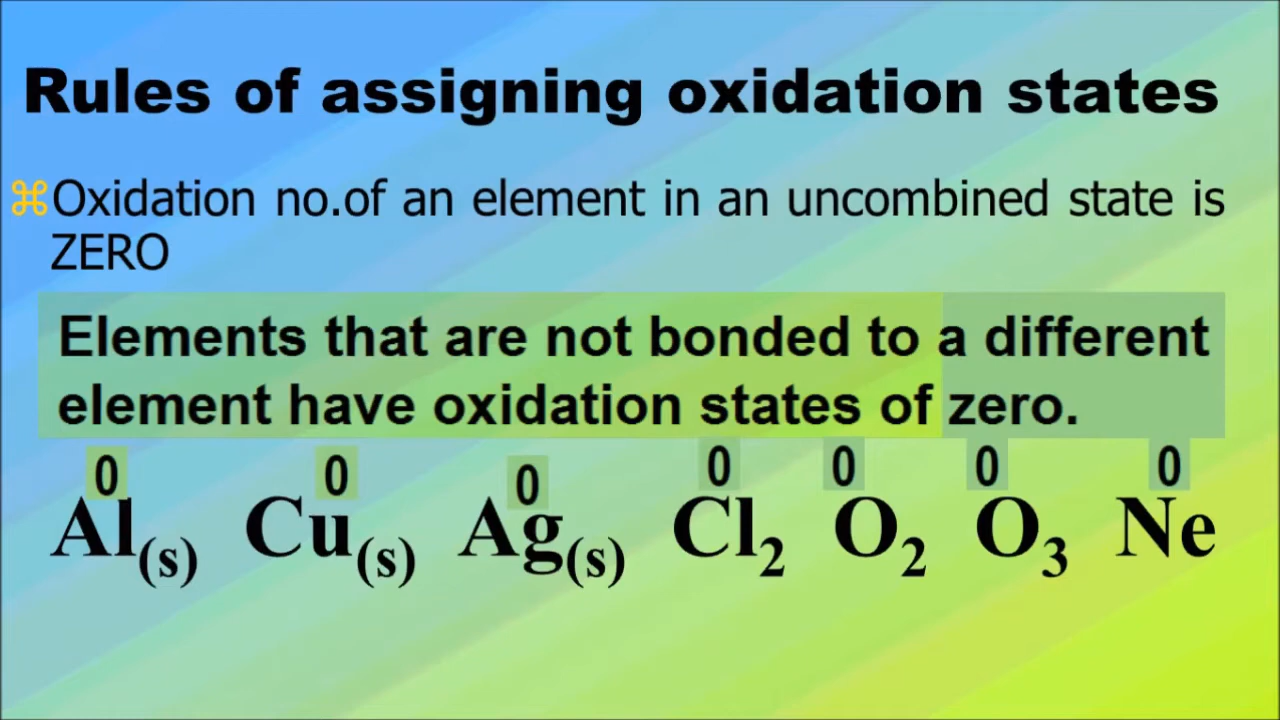 Rules of assigning oxidation states
⌘Oxidation no.of an element in an uncombined state is
ZERO
Elements that are not bonded to a different
element have oxidation states of zero.
0 0 0 0 0 0 0
Al(s) Cu(s) Ag(s) Cl2 O2 O3 Ne